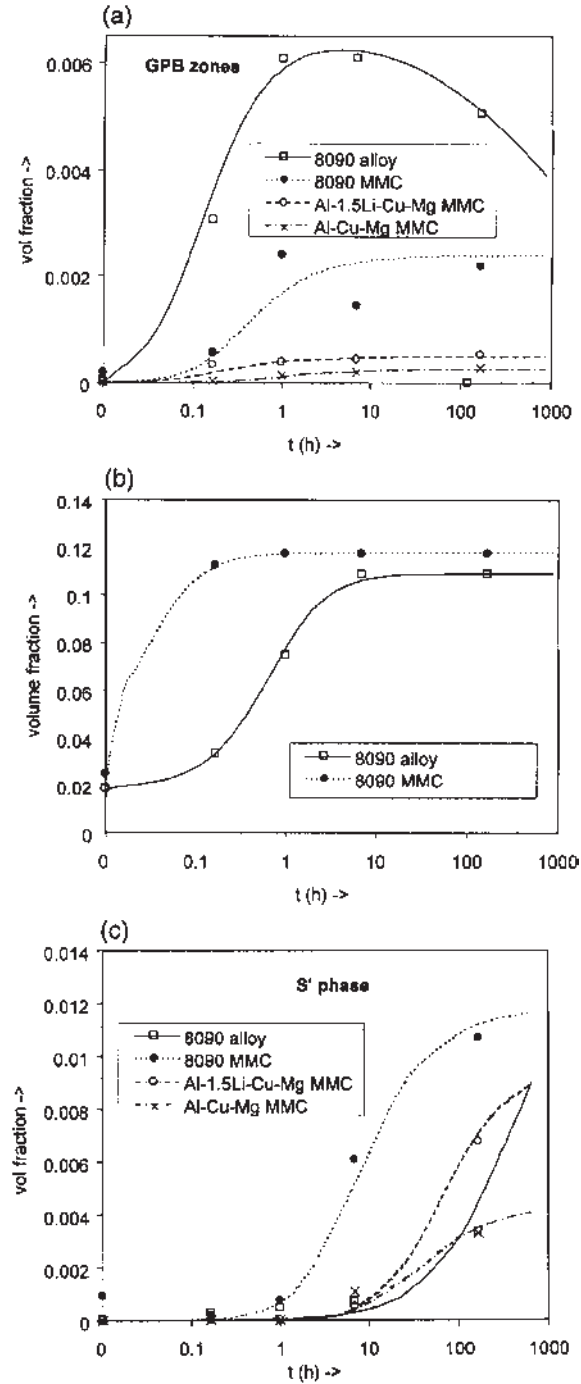 (a)
GPB zones
0.006
0.004
0.002
0
vol fraction ->
8090 alloy
8090 MMC
Al-1.5Li-Cu-Mg MMC
Al-Cu-Mg MMC
0 0.1 1 10 100 1000
t (h) ->
(b)
0.14
0.12
0.1
0.08
0.06
0.04
0.02
0
volume fraction ->
8090 alloy
8090 MMC
0 0.1 1 10 100 1000
t (h) ->
(c)
S' phase
0.014
0.012
0.01
0.008
0.006
0.004
0.002
0
vol fraction ->
8090 alloy
8090 MMC
Al-1.5Li-Cu-Mg MMC
Al-Cu-Mg MMC
0 0.1 1 10 100 1000
t (h) ->